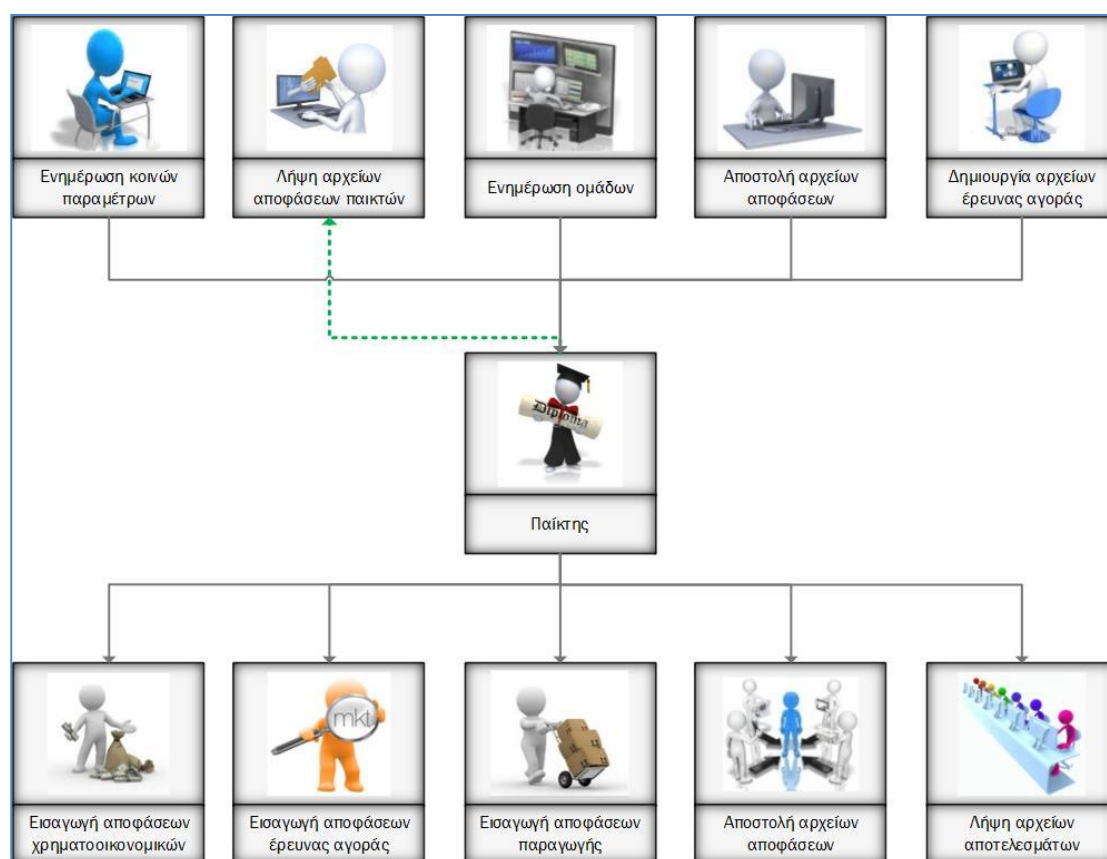 Ενημέρωση κοινών
παραμέτρων
Λήψη αρχείων
αποφάσεων παικτών
Ενημέρωση ομάδων
Αποστολή αρχείων
αποφάσεων
Δημιουργία αρχείων
έρευνας αγοράς
Diploma
Παίκτης
mkt
Εισαγωγή αποφάσεων
χρηματοοικονομικών
Εισαγωγή αποφάσεων
έρευνας αγοράς
Εισαγωγή αποφάσεων
παραγωγής
Αποστολή αρχείων
αποφάσεων
Λήψη αρχείων
αποτελεσμάτων